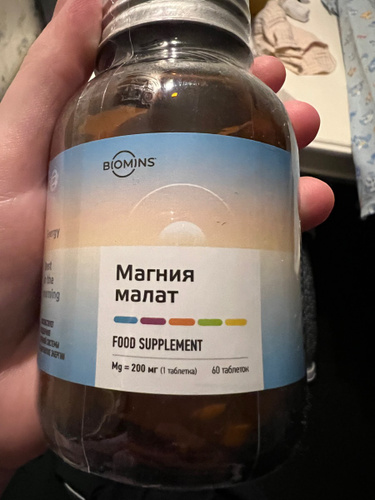 BIOMINS
Магния
малат
FOOD SUPPLEMENT
Mg = 200 мг (1 таблетка) 60 таблеток